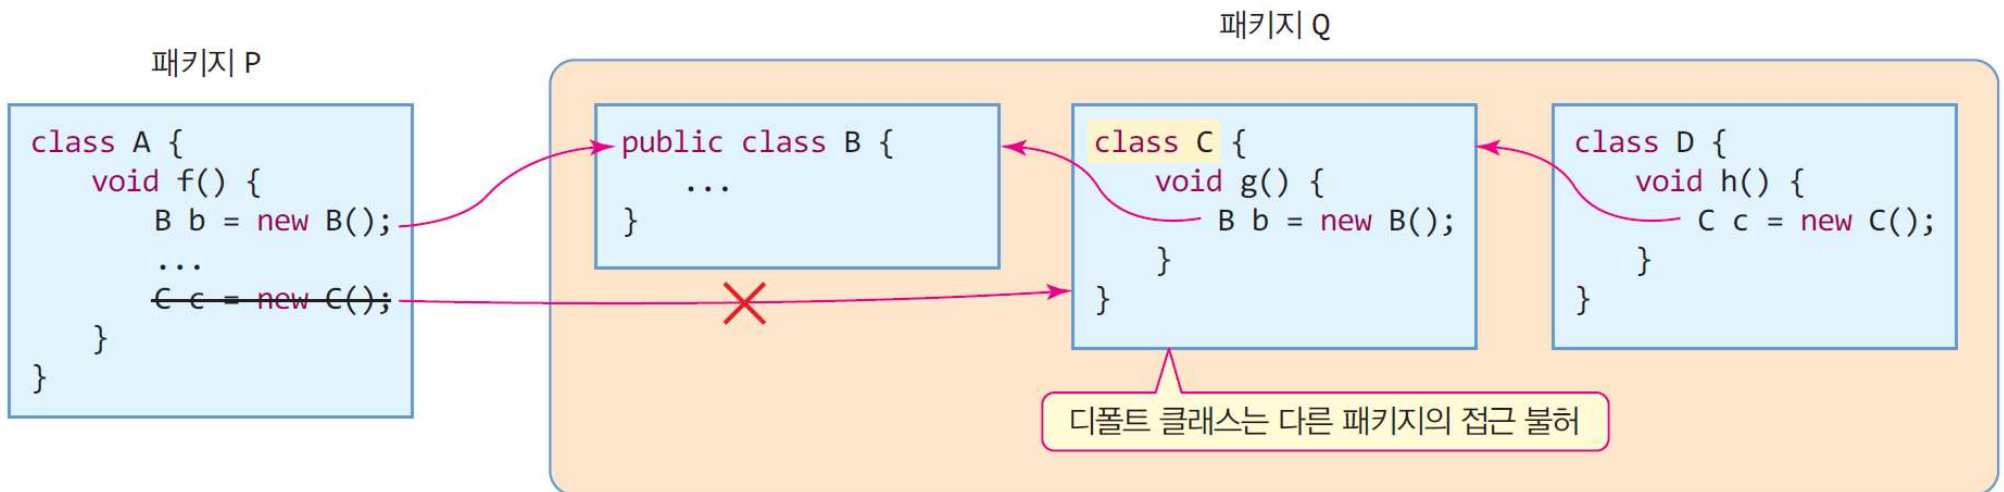 패키지 P
class A {
void f() {
B b = new B();
...
C c = new C();
}
}
패키지 Q
public class B {
...
}
class C {
void g() {
B b = new B();
}
}
class D {
void h() {
C c = new C();
}
}
디폴트 클래스는 다른 패키지의 접근 불허